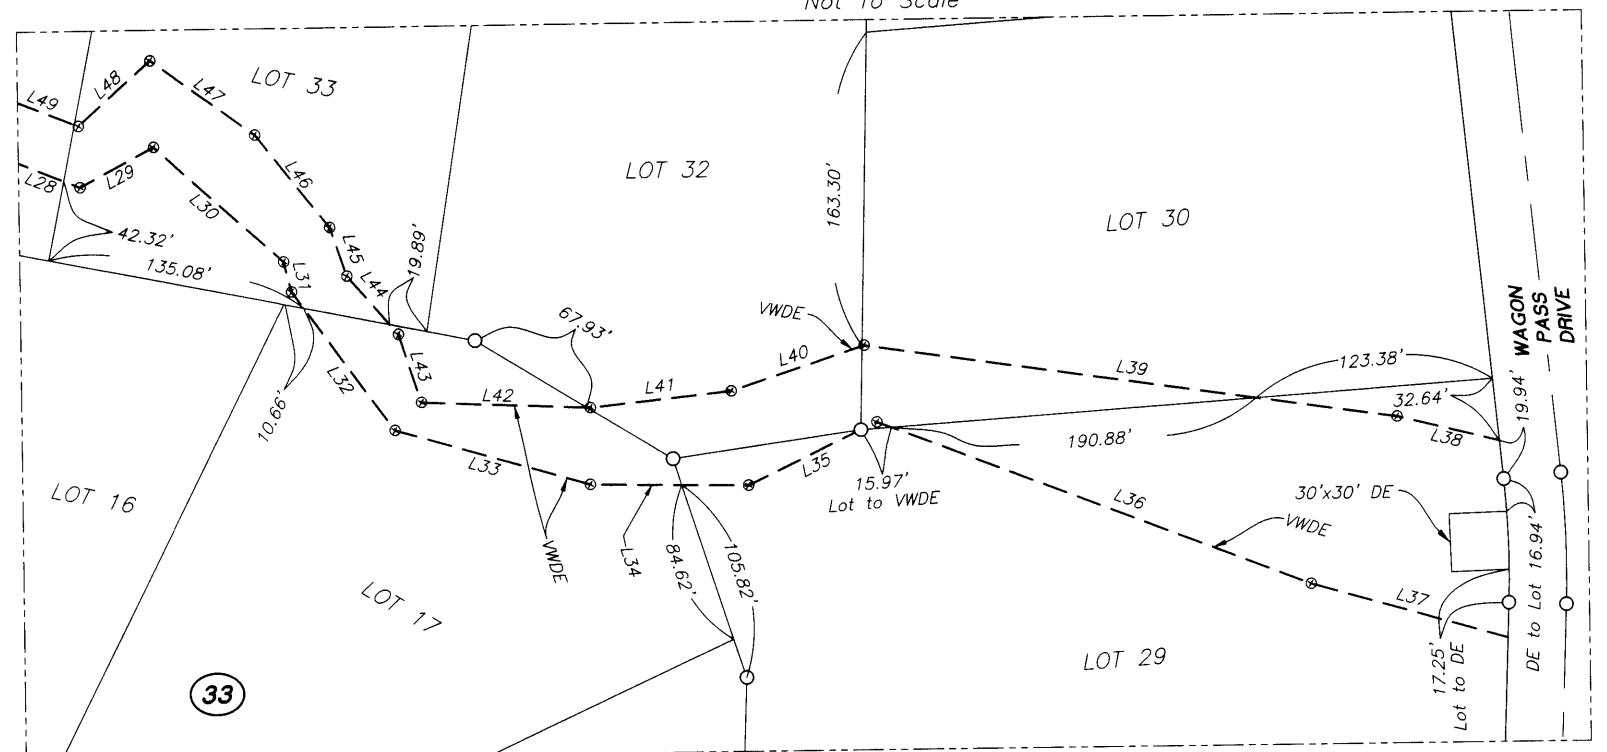 Not To Scale
LOT 33
L49
L48
L47
L46
L28
L29
L30
L31
L45
L44
42.32'
135.08'
19.89'
LOT 32
163.30'
LOT 30
WAGON
PASS
DRIVE
67.93'
VWDE
L40
L41
L42
L43
L32
10.66'
L39
123.38'
32.64'
19.94'
L38
190.88'
L33
L35
15.97'
Lot to VWDE
L36
30'x30' DE
VWDE
LOT 16
VWDE
L34
84.62'
105.82'
LOT 17
L37
17.25'
Lot to DE
DE to Lot 16.94'
LOT 29
33